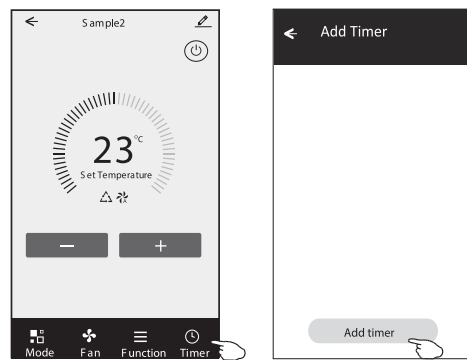 Sample2
23°C
Set Temperature
− +
Mode Fan Function Timer
Add Timer
Add timer